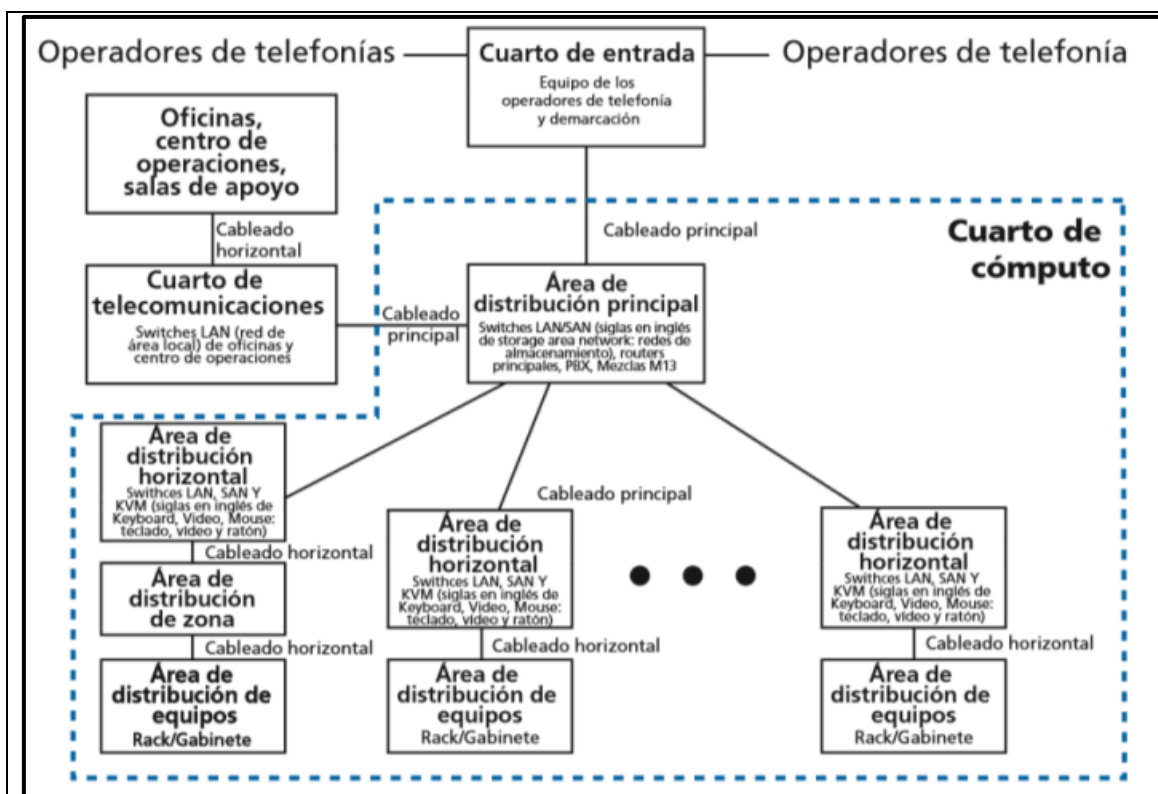 Operadores de telefonías
Cuarto de entrada
Equipo de los
operadores de telefonía
y demarcación
Operadores de telefonía
Oficinas,
centro de
operaciones,
salas de apoyo
Cableado
horizontal
Cableado principal
Cuarto de
cómputo
Cuarto de
telecomunicaciones
Switches LAN (red de
área local) de oficinas y
centro de operaciones
Cableado
principal
Área de
distribución principal
Switches LAN/SAN (siglas en inglés
de storage area network: redes de
almacenamiento), routers
principales, PBX, Mezclas M13
Área de
distribución
horizontal
Swithces LAN, SAN Y
KVM (siglas en inglés de
Keyboard, Video, Mouse:
teclado, vídeo y ratón)
Cableado horizontal
Área de
distribución
de zona
Cableado horizontal
Área de
distribución de
equipos
Rack/Gabinete
Cableado principal
Área de
distribución
horizontal
Swithces LAN, SAN Y
KVM (siglas en inglés de
Keyboard, Video, Mouse:
teclado, vídeo y ratón)
Cableado horizontal
Área de
distribución de
equipos
Rack/Gabinete
Área de
distribución
horizontal
Swithces LAN, SAN Y
KVM (siglas en inglés de
Keyboard, Video, Mouse:
teclado, vídeo y ratón)
Cableado horizontal
Área de
distribución de
equipos
Rack/Gabinete